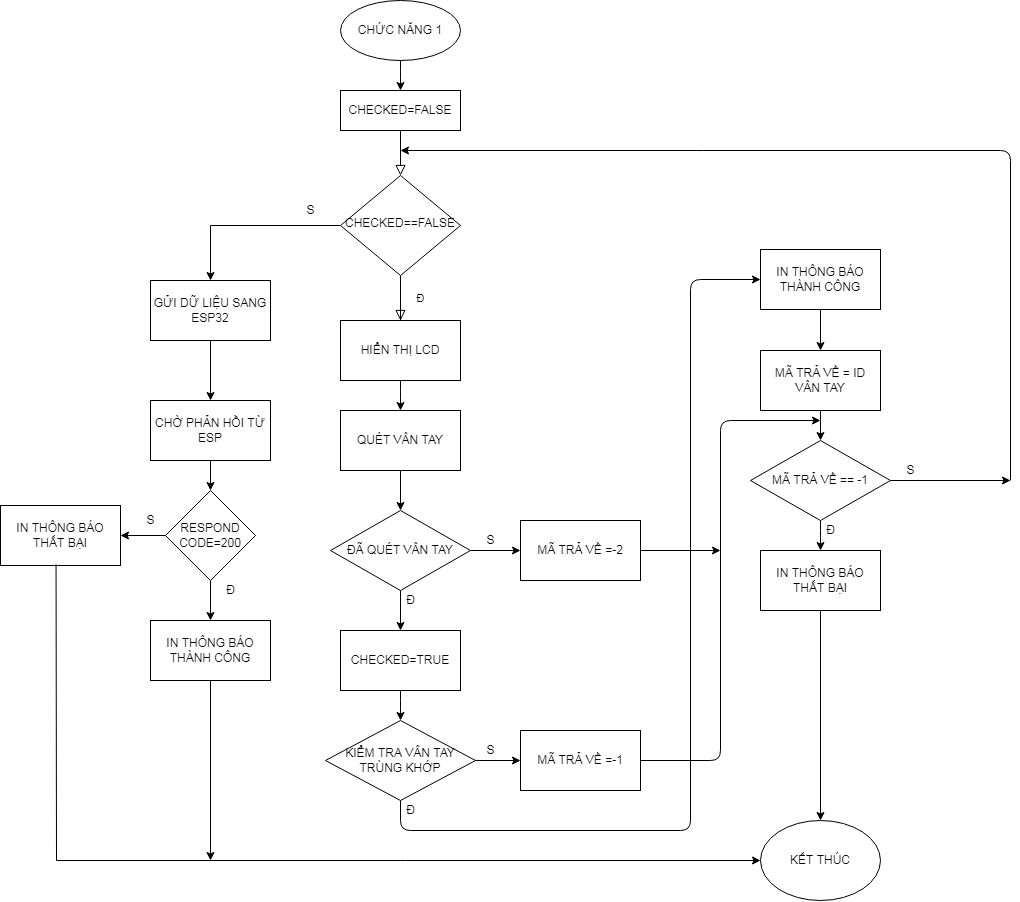 CHỨC NĂNG 1
CHECKED=FALSE
S
CHECKED==FALSE
Đ
GỬI DỮ LIỆU SANG
ESP32
CHỜ PHẢN HỒI TỪ
ESP
S
RESPOND
CODE=200
IN THÔNG BÁO
THẤT BẠI
Đ
IN THÔNG BÁO
THÀNH CÔNG
HIỂN THỊ LCD
QUÉT VÂN TAY
ĐÃ QUÉT VÂN TAY
S
MÃ TRẢ VỀ =-2
Đ
CHECKED=TRUE
KIỂM TRA VÂN TAY
TRÙNG KHỚP
S
MÃ TRẢ VỀ =-1
Đ
IN THÔNG BÁO
THÀNH CÔNG
MÃ TRẢ VỀ = ID
VÂN TAY
MÃ TRẢ VỀ == -1
S
Đ
IN THÔNG BÁO
THẤT BẠI
KẾT THÚC